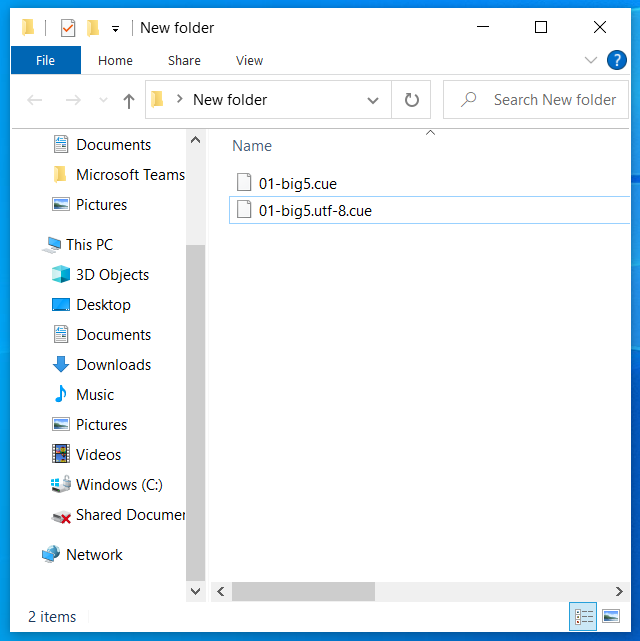 New folder
File Home Share View
?
New folder
Search New folder
Name
01-big5.cue
01-big5.utf-8.cue
Documents
Microsoft Teams
Pictures
This PC
3D Objects
Desktop
Documents
Downloads
Music
Pictures
Videos
Windows (C:)
Shared Documer
Network
2 items